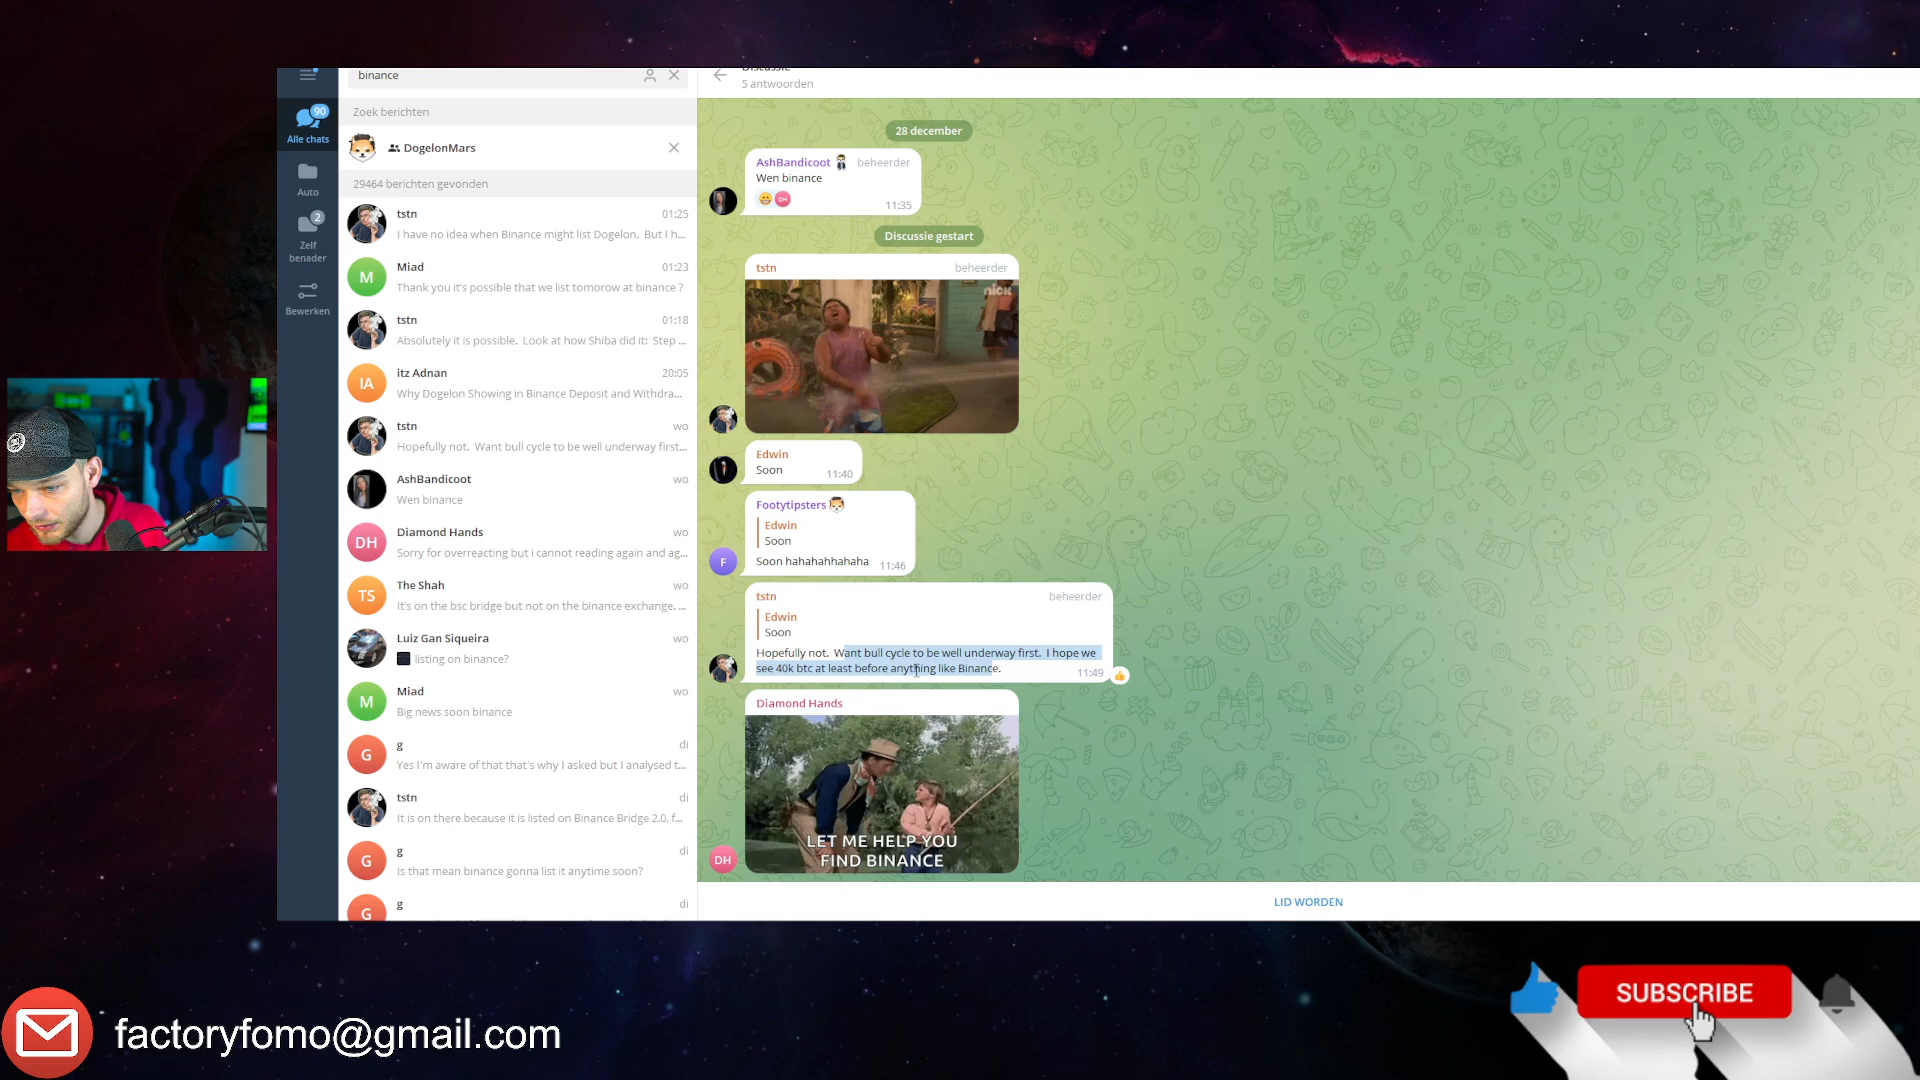 binance
Zoek berichten
DogelonMars
29464 berichten gevonden
90
Alle chats
Auto
2
Zelf
benader
Bewerken
tstn 01:25
I have no idea when Binance might list Dogelon. But I h...
M
Miad 01:23
Thank you it's possible that we list tomorow at binance ?
tstn 01:18
Absolutely it is possible. Look at how Shiba did it: Step ...
IA
itz Adnan 20:05
Why Dogelon Showing in Binance Deposit and Withdra...
tstn wo
Hopefully not. Want bull cycle to be well underway first...
AshBandicoot wo
Wen binance
DH
Diamond Hands wo
Sorry for overreacting but i cannot reading again and ag...
TS
The Shah wo
It's on the bsc bridge but not on the binance exchange. ...
Luiz Gan Siqueira wo
listing on binance?
M
Miad wo
Big news soon binance
G
g di
Yes I'm aware of that that's why I asked but I analysed t...
tstn di
It is on there because it is listed on Binance Bridge 2.0, f...
G
g di
Is that mean binance gonna list it anytime soon?
G
g di
Discussie
5 antwoorden
28 december
AshBandicoot beheerder
Wen binance
DH
11:35
Discussie gestart
tstn beheerder
nick
Edwin
Soon 11:40
Footytipsters
Edwin
Soon
Soon hahahahhahaha 11:46
F
tstn beheerder
Edwin
Soon
Hopefully not. Want bull cycle to be well underway first. I hope we
see 40k btc at least before anything like Binance. 11:49
Diamond Hands
LET ME HELP YOU
FIND BINANCE
DH
LID WORDEN
factoryfomo@gmail.com
SUBSCRIBE